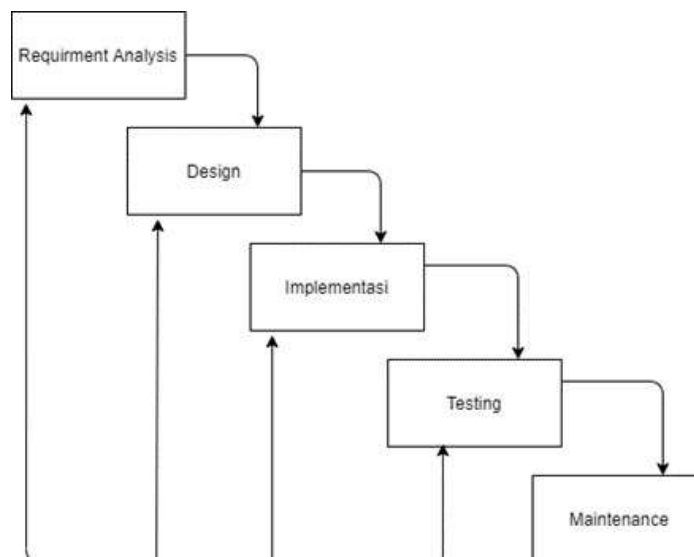 Requirment Analysis
Design
Implementasi
Testing
Maintenance